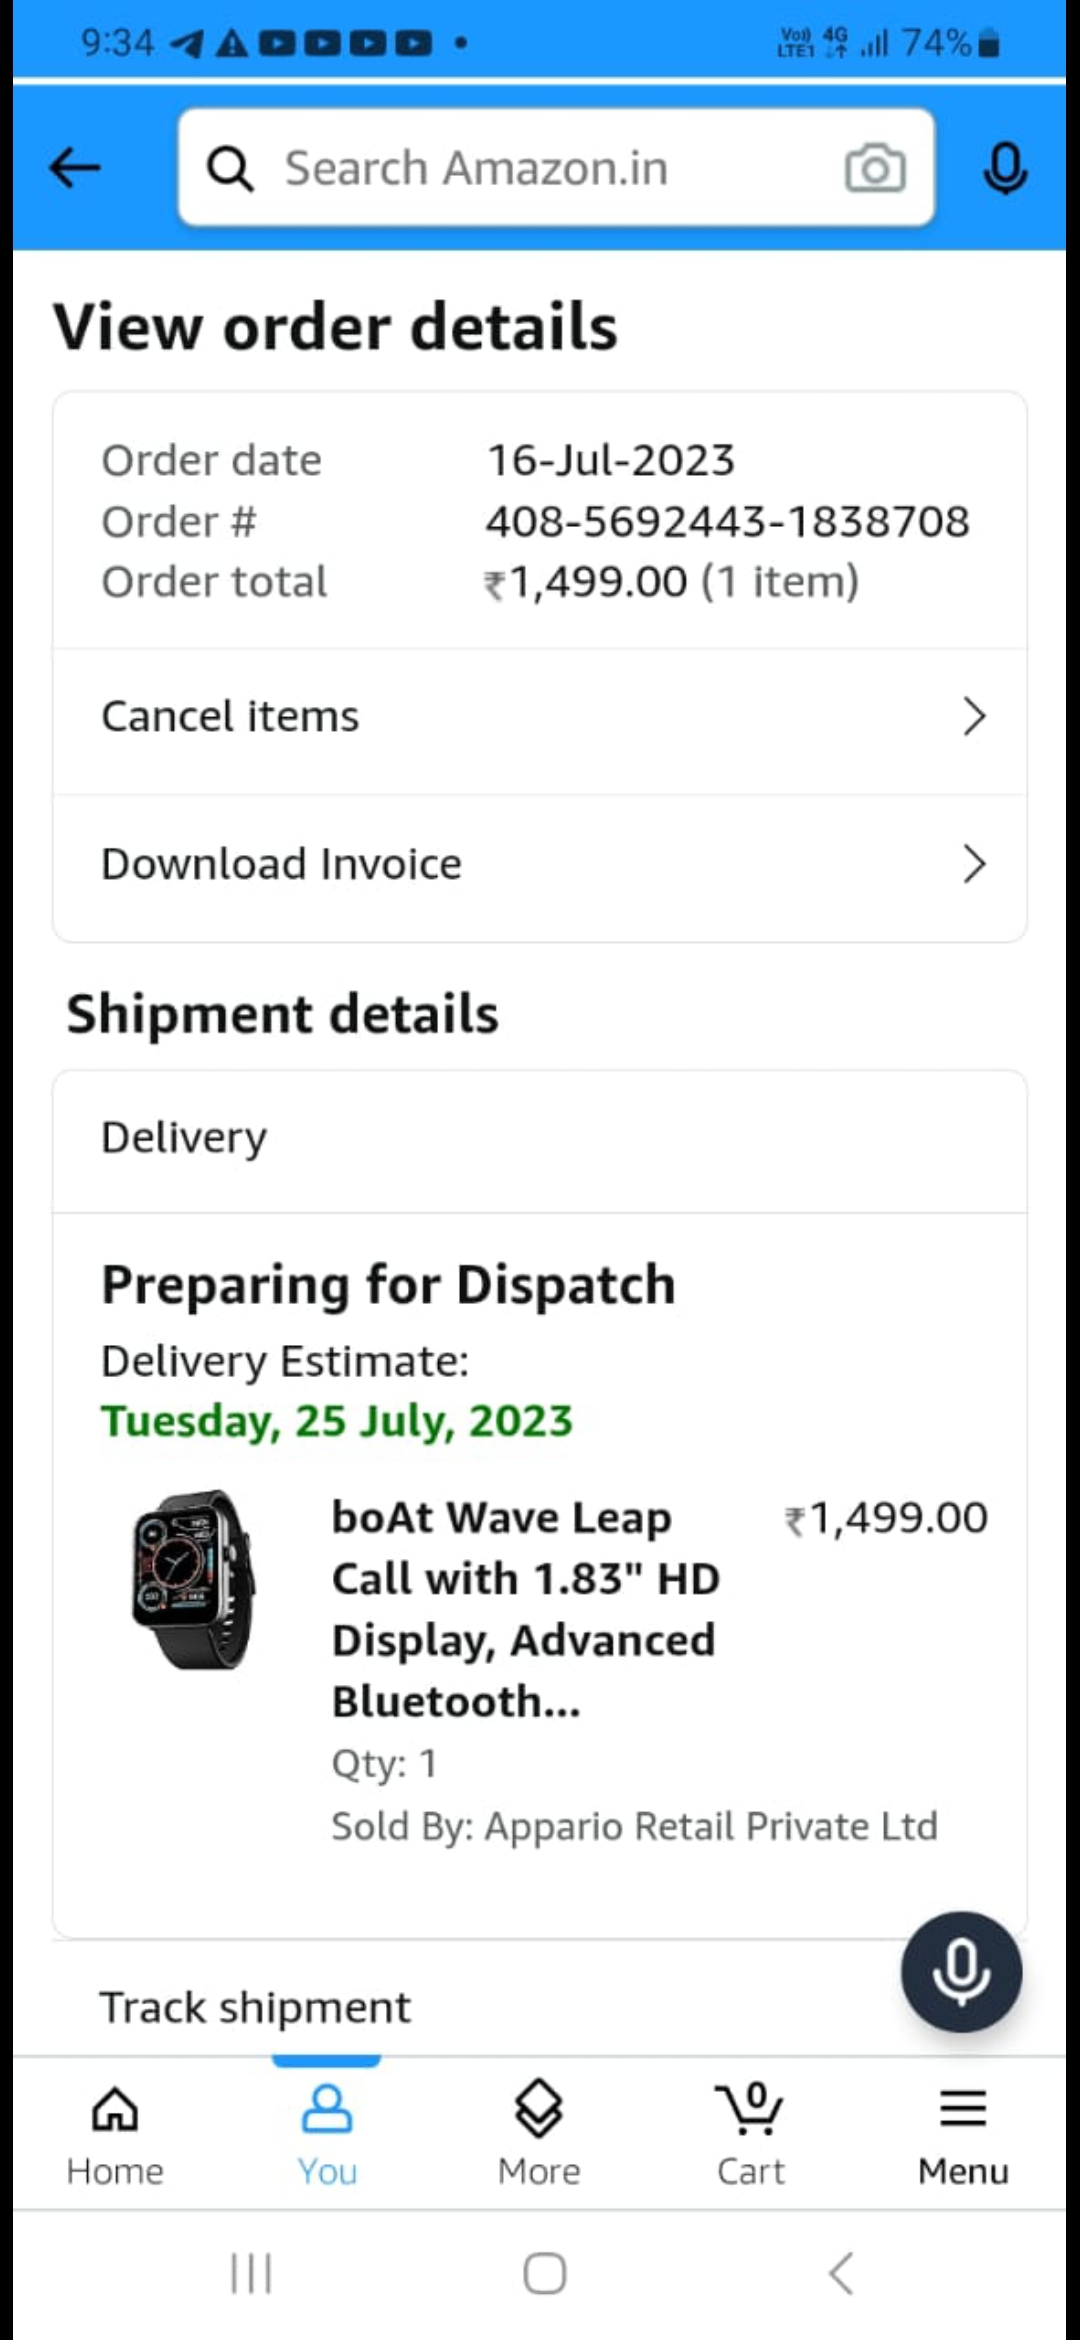 9:34
Vo)) 4G 74%
LTE1
Search Amazon.in
View order details
Order date 16-Jul-2023
Order # 408-5692443-1838708
Order total ₹1,499.00 (1 item)
Cancel items
Download Invoice
Shipment details
Delivery
Preparing for Dispatch
Delivery Estimate:
Tuesday, 25 July, 2023
boAt Wave Leap ₹1,499.00
Call with 1.83" HD
Display, Advanced
Bluetooth...
Qty: 1
Sold By: Appario Retail Private Ltd
Track shipment
0
Home You More Cart Menu